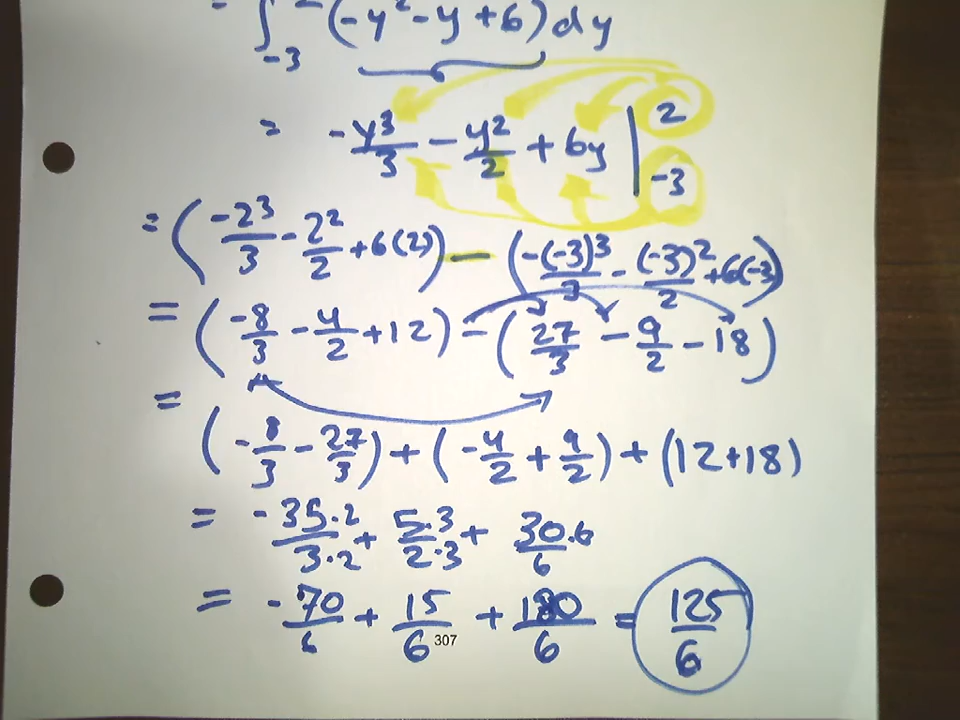 = ∫_{-3}^{2} (-y² - y + 6) dy
= -y³/3 - y²/2 + 6y | 2 -3
= (-2³/3 - 2²/2 + 6(2)) - (-(-3)³/3 - (-3)²/2 + 6(-3))
= (-8/3 - 4/2 + 12) - (27/3 - 9/2 - 18)
=
(-8/3 - 27/3) + (-4/2 + 9/2) + (12 + 18)
= -35·2/3·2 + 5·3/2·3 + 30·6/6
= -70/6 + 15/6 + 180/6 = 125/6
307